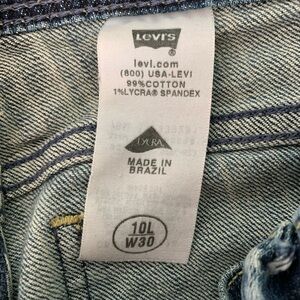 Levi's
levi.com
(800) USA-LEVI
99%COTTON
1%LYCRA® SPANDEX
LYCRA
MADE IN
BRAZIL
10L
W30